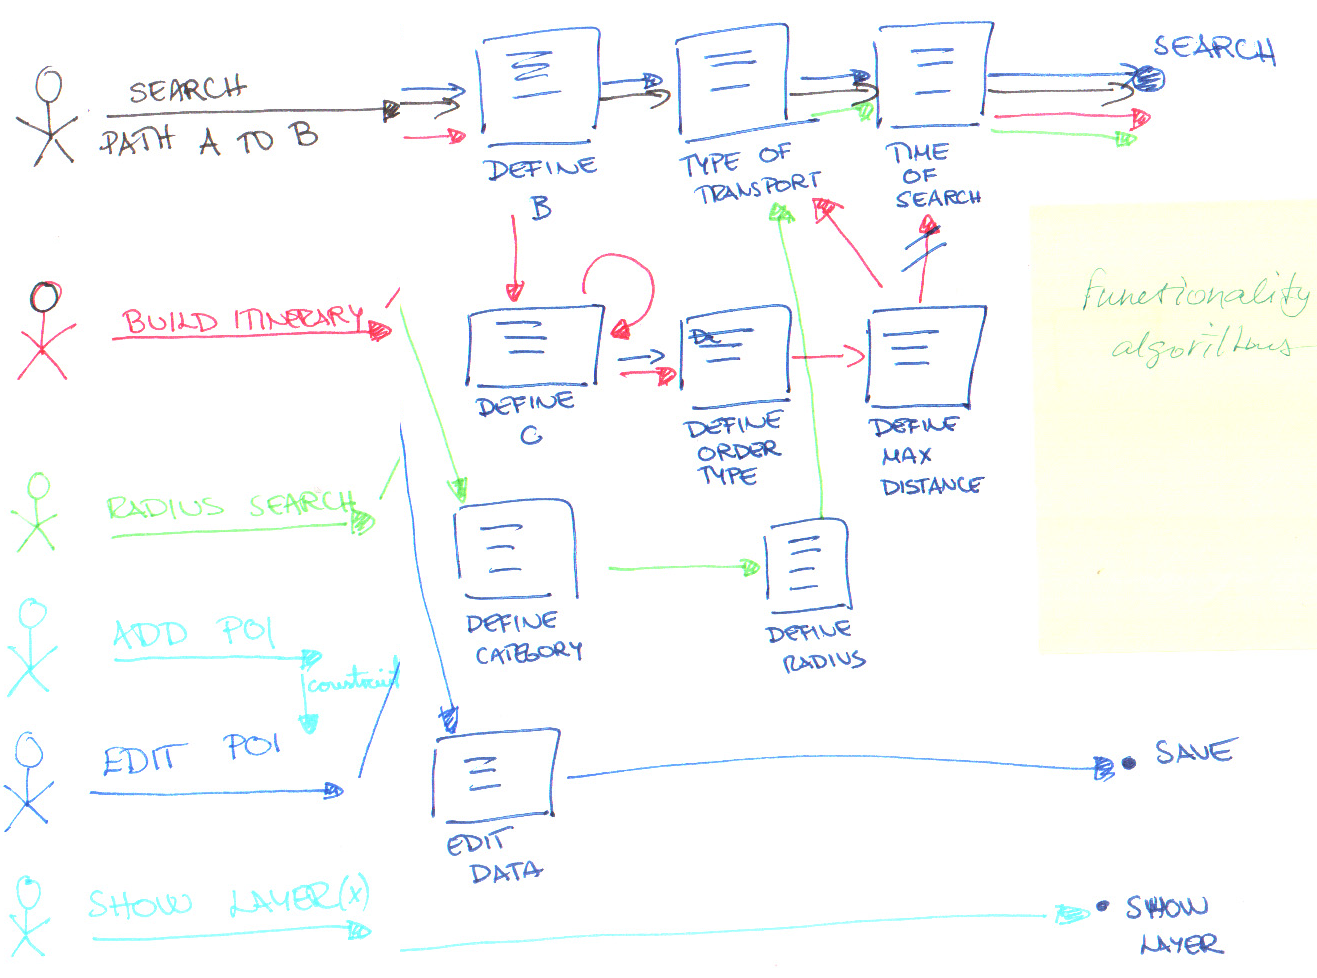 SEARCH
PATH A TO B
DEFINE
B
TYPE OF
TRANSPORT
TIME
OF
SEARCH
SEARCH
BUILD ITINERARY
DEFINE
C
DEFINE
ORDER
TYPE
DEFINE
MAX
DISTANCE
Functionality
algorithms
RADIUS SEARCH
DEFINE
CATEGORY
DEFINE
RADIUS
ADD POI
EDIT POI
EDIT
DATA
SAVE
SHOW LAYER(X)
SHOW
LAYER